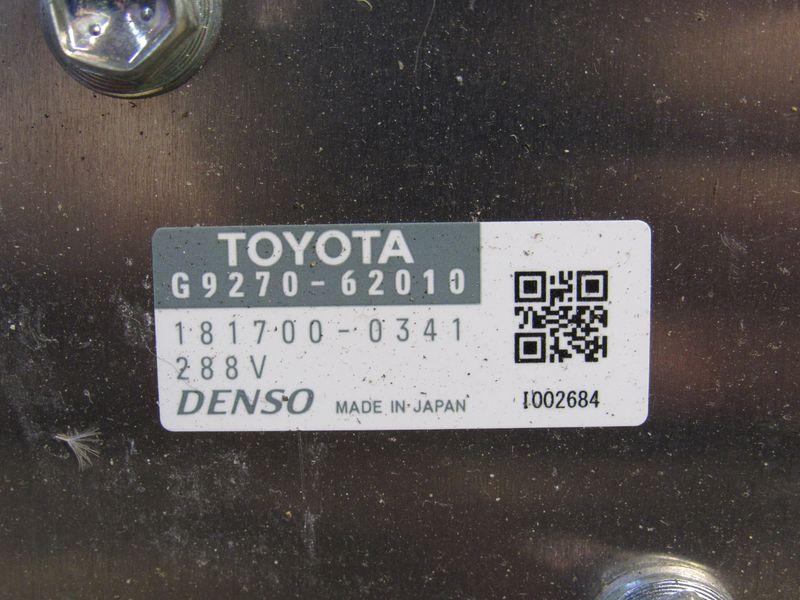 TOYOTA
G9270-62010
181700-0341
288V
DENSO MADE IN JAPAN
I002684